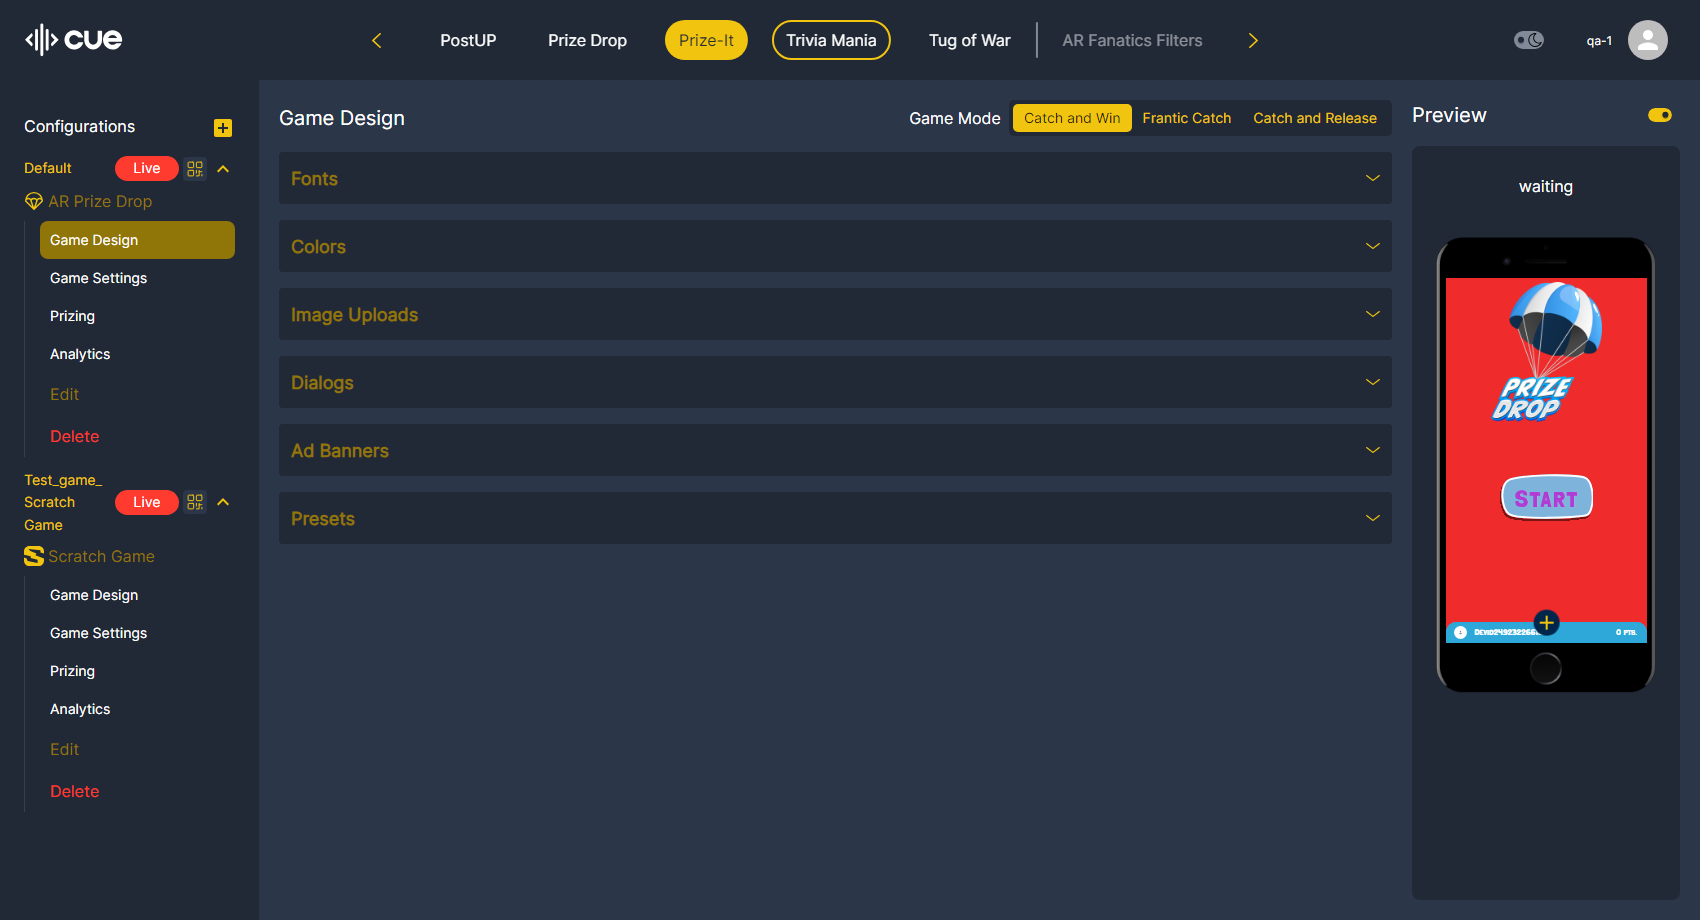 cue
PostUP
Prize Drop
Prize-It
Trivia Mania
Tug of War
AR Fanatics Filters
qa-1
Configurations
Default
Live
AR Prize Drop
Game Design
Game Settings
Prizing
Analytics
Edit
Delete
Test_game_
Scratch
Game
Live
Scratch Game
Game Design
Game Settings
Prizing
Analytics
Edit
Delete
Game Design
Game Mode
Catch and Win
Frantic Catch
Catch and Release
Fonts
Colors
Image Uploads
Dialogs
Ad Banners
Presets
Preview
waiting
PRIZE
DROP
START
0 PTS.